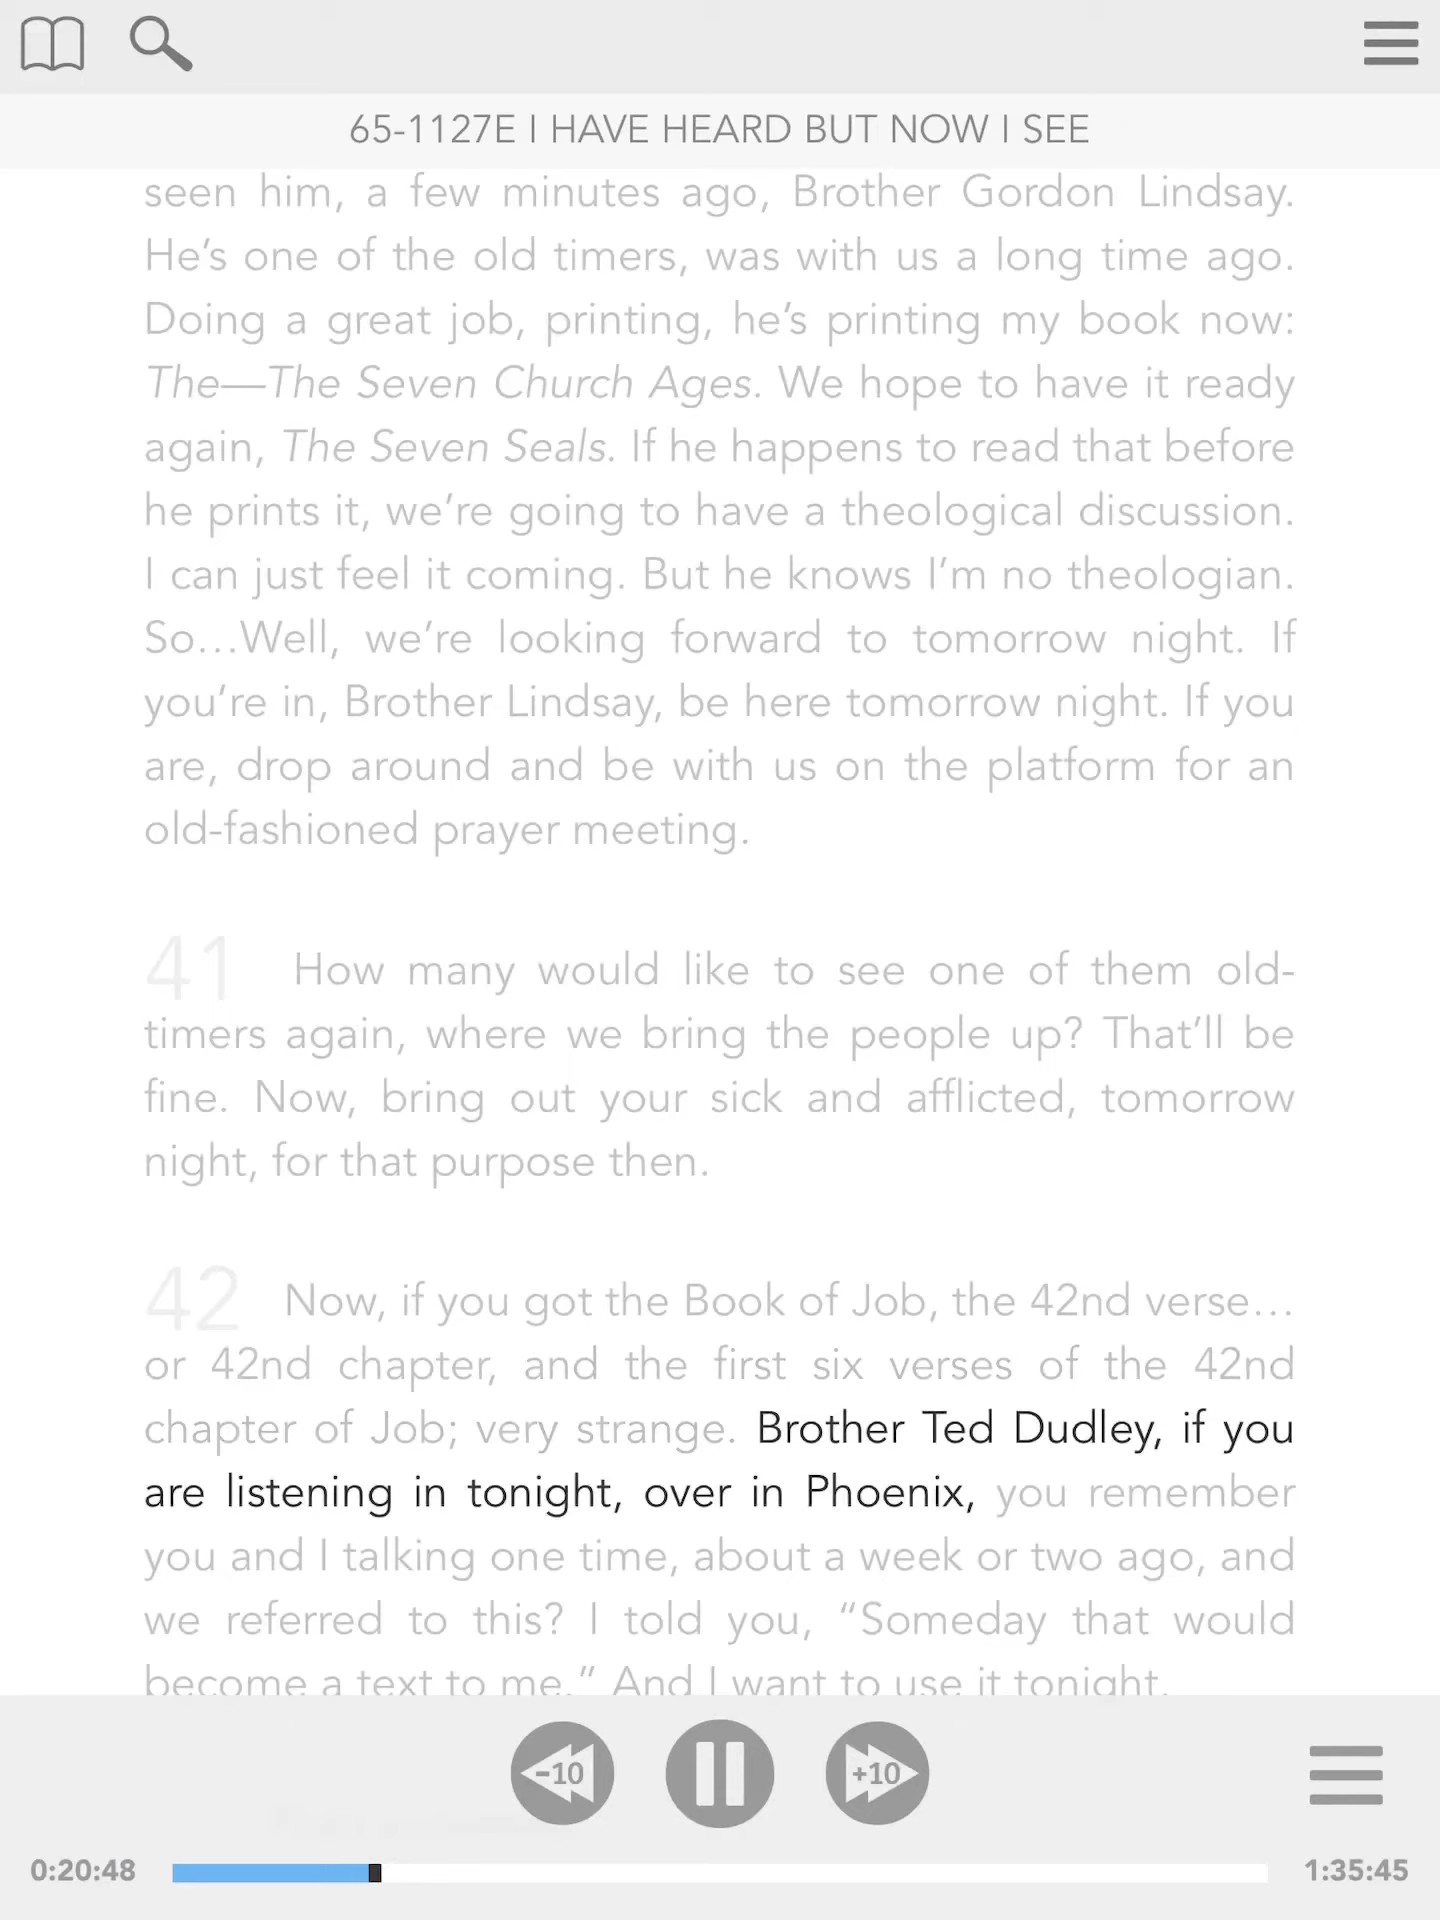 65-1127E I HAVE HEARD BUT NOW I SEE
seen him, a few minutes ago, Brother Gordon Lindsay.
He’s one of the old timers, was with us a long time ago.
Doing a great job, printing, he’s printing my book now:
The—The Seven Church Ages. We hope to have it ready
again, The Seven Seals. If he happens to read that before
he prints it, we’re going to have a theological discussion.
I can just feel it coming. But he knows I’m no theologian.
So…Well, we’re looking forward to tomorrow night. If
you’re in, Brother Lindsay, be here tomorrow night. If you
are, drop around and be with us on the platform for an
old-fashioned prayer meeting.
41 How many would like to see one of them old-
timers again, where we bring the people up? That’ll be
fine. Now, bring out your sick and afflicted, tomorrow
night, for that purpose then.
42 Now, if you got the Book of Job, the 42nd verse…
or 42nd chapter, and the first six verses of the 42nd
chapter of Job; very strange. Brother Ted Dudley, if you
are listening in tonight, over in Phoenix, you remember
you and I talking one time, about a week or two ago, and
we referred to this? I told you, “Someday that would
become a text to me.” And I want to use it tonight.
-10 +10
0:20:48 1:35:45